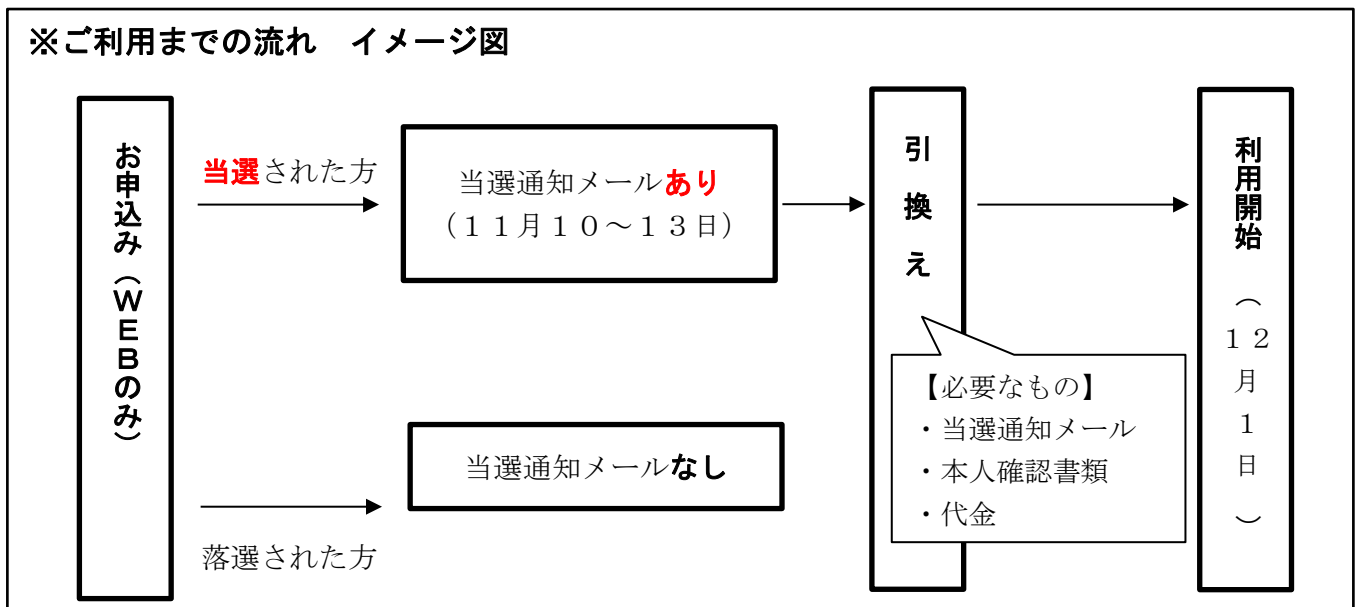 ※ご利用までの流れ　イメージ図
お申込み（ＷＥＢのみ）
当選された方
当選通知メールあり
（１１月１０～１３日）
引換え
利用開始（１２月１日）
【必要なもの】
・当選通知メール
・本人確認書類
・代金
当選通知メールなし
落選された方